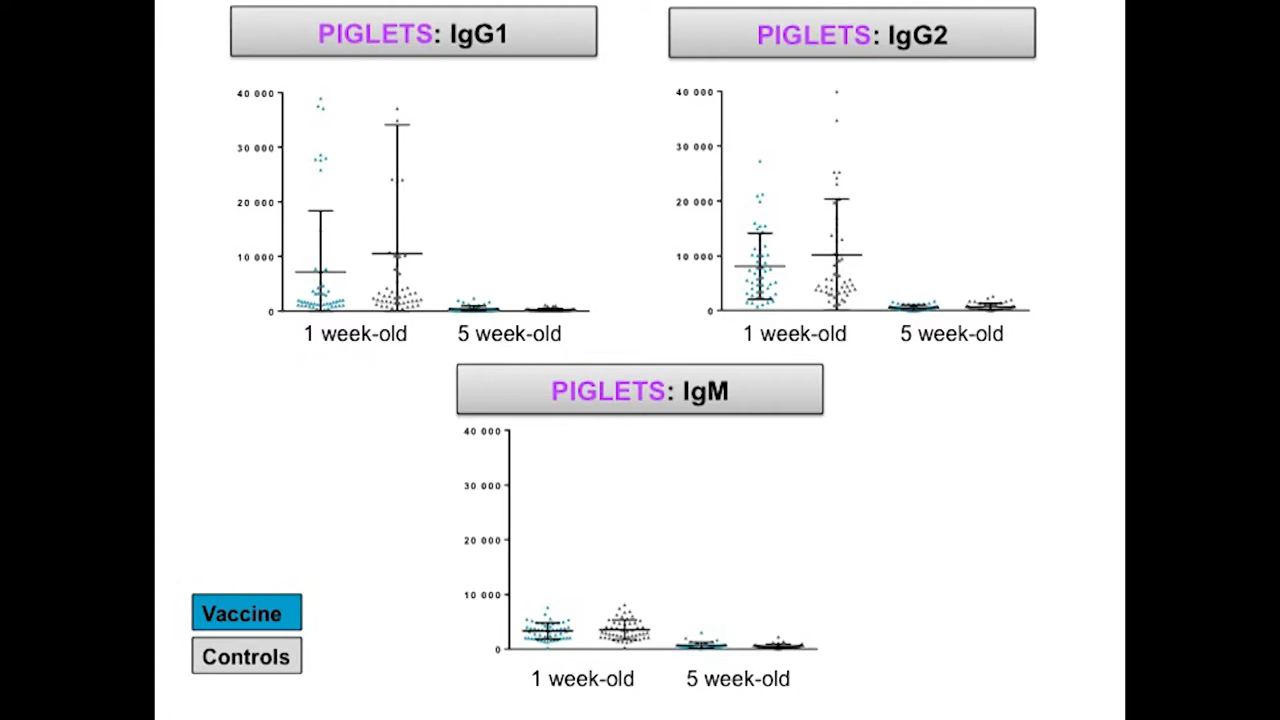 PIGLETS: IgG1
PIGLETS: IgG2
40 000
30 000
20 000
10 000
0
1 week-old
5 week-old
40 000
30 000
20 000
10 000
0
1 week-old
5 week-old
PIGLETS: IgM
40 000
30 000
20 000
10 000
0
1 week-old
5 week-old
Vaccine
Controls